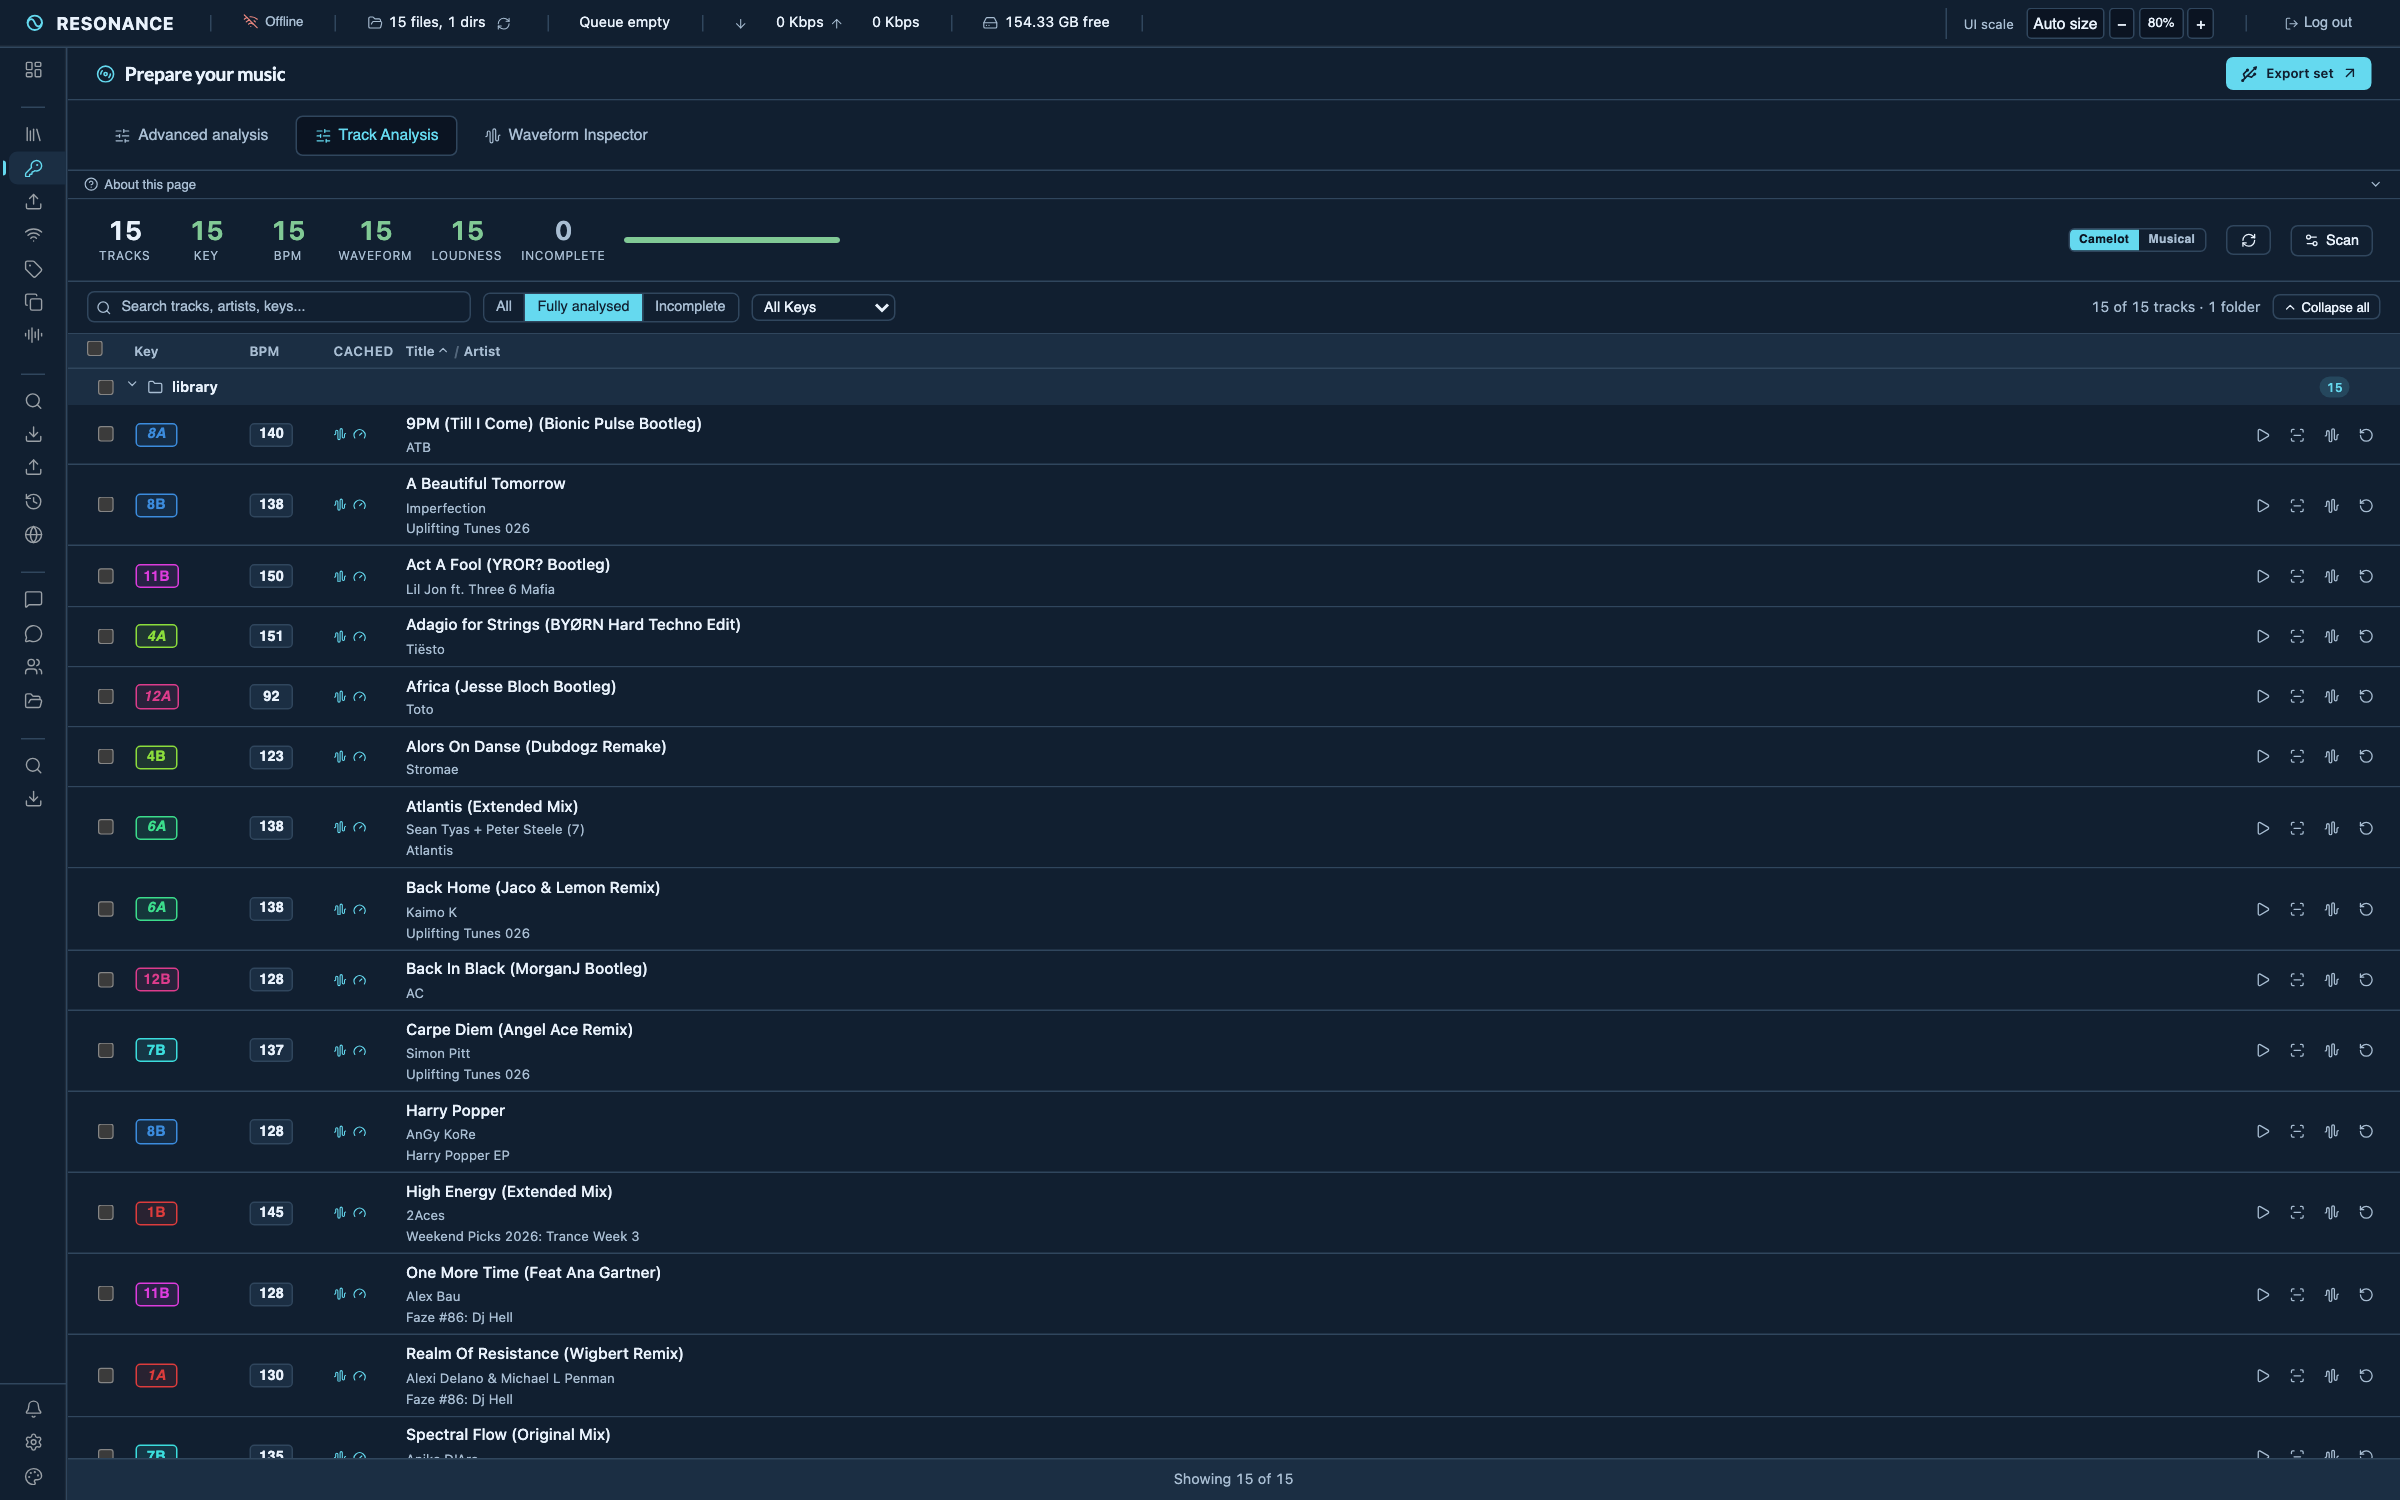 RESONANCE
Offline
15 files, 1 dirs
Queue empty
0 Kbps
0 Kbps
154.33 GB free
UI scale
Auto size
−
80%
+
Log out
Prepare your music
Export set
Advanced analysis
Track Analysis
Waveform Inspector
About this page
15 15 15 15 15 0
TRACKS KEY BPM WAVEFORM LOUDNESS INCOMPLETE
Camelot Musical
Scan
Search tracks, artists, keys...
All Fully analysed Incomplete
All Keys
15 of 15 tracks · 1 folder
Collapse all
Key BPM CACHED Title / Artist
library 15
8A 140 9PM (Till I Come) (Bionic Pulse Bootleg)
ATB
8B 138 A Beautiful Tomorrow
Imperfection
Uplifting Tunes 026
11B 150 Act A Fool (YROR? Bootleg)
Lil Jon ft. Three 6 Mafia
4A 151 Adagio for Strings (BYØRN Hard Techno Edit)
Tiësto
12A 92 Africa (Jesse Bloch Bootleg)
Toto
4B 123 Alors On Danse (Dubdogz Remake)
Stromae
6A 138 Atlantis (Extended Mix)
Sean Tyas + Peter Steele (7)
Atlantis
6A 138 Back Home (Jaco & Lemon Remix)
Kaimo K
Uplifting Tunes 026
12B 128 Back In Black (MorganJ Bootleg)
AC
7B 137 Carpe Diem (Angel Ace Remix)
Simon Pitt
Uplifting Tunes 026
8B 128 Harry Popper
AnGy KoRe
Harry Popper EP
1B 145 High Energy (Extended Mix)
2Aces
Weekend Picks 2026: Trance Week 3
11B 128 One More Time (Feat Ana Gartner)
Alex Bau
Faze #86: Dj Hell
1A 130 Realm Of Resistance (Wigbert Remix)
Alexi Delano & Michael L Penman
Faze #86: Dj Hell
7B 135 Spectral Flow (Original Mix)
Showing 15 of 15